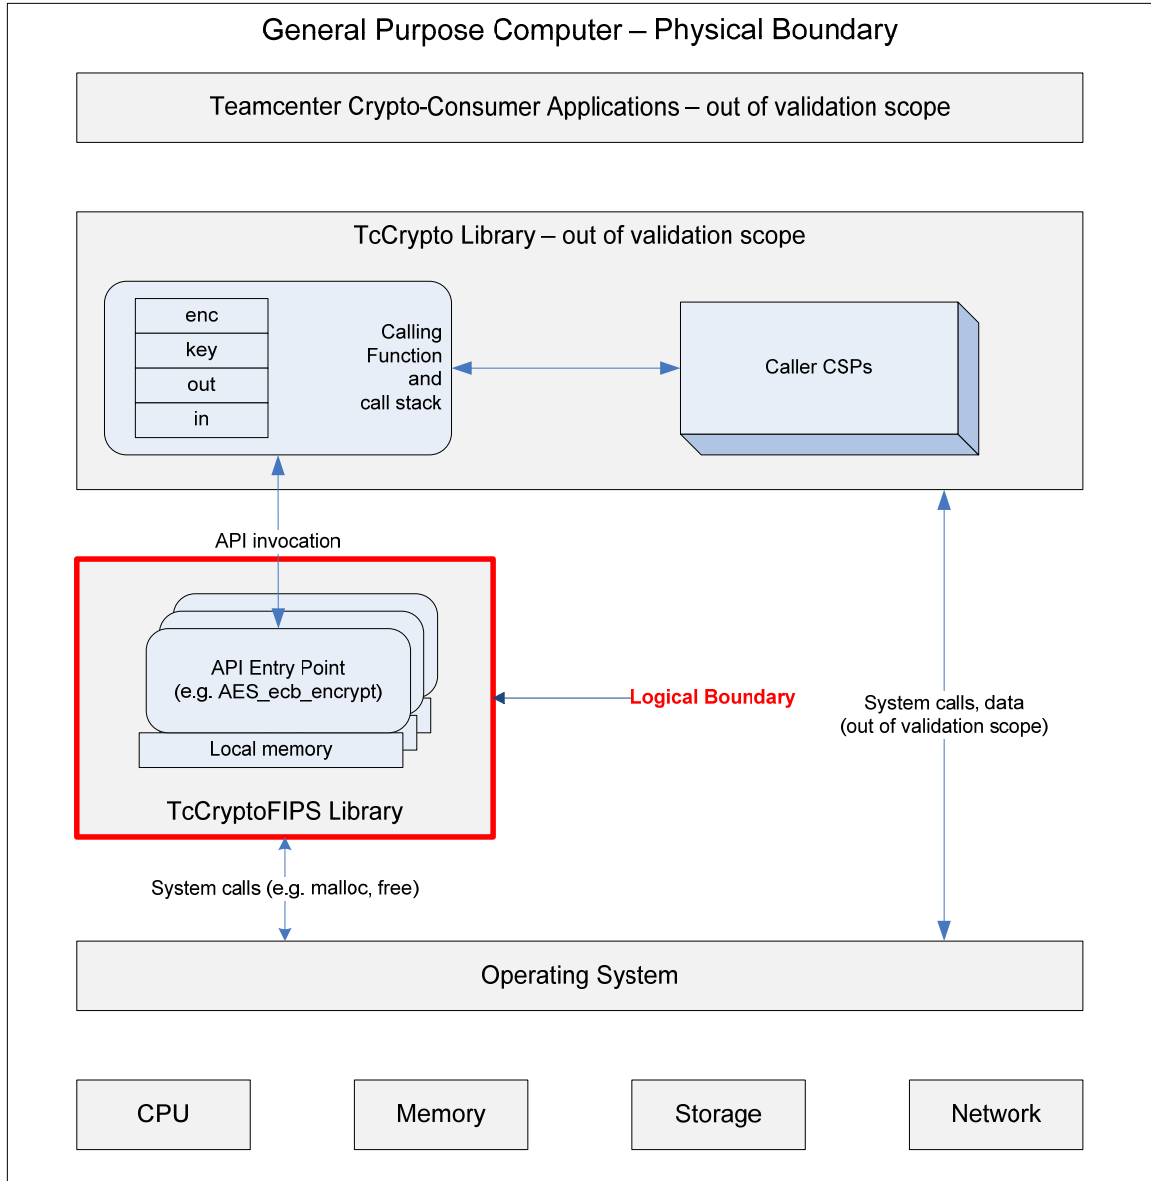 General Purpose Computer – Physical Boundary
Teamcenter Crypto-Consumer Applications – out of validation scope
TcCrypto Library – out of validation scope
enc
key
out
in
Calling
Function
and
call stack
Caller CSPs
API invocation
API Entry Point
(e.g. AES_ecb_encrypt)
Local memory
TcCryptoFIPS Library
Logical Boundary
System calls, data
(out of validation scope)
System calls (e.g. malloc, free)
Operating System
CPU
Memory
Storage
Network